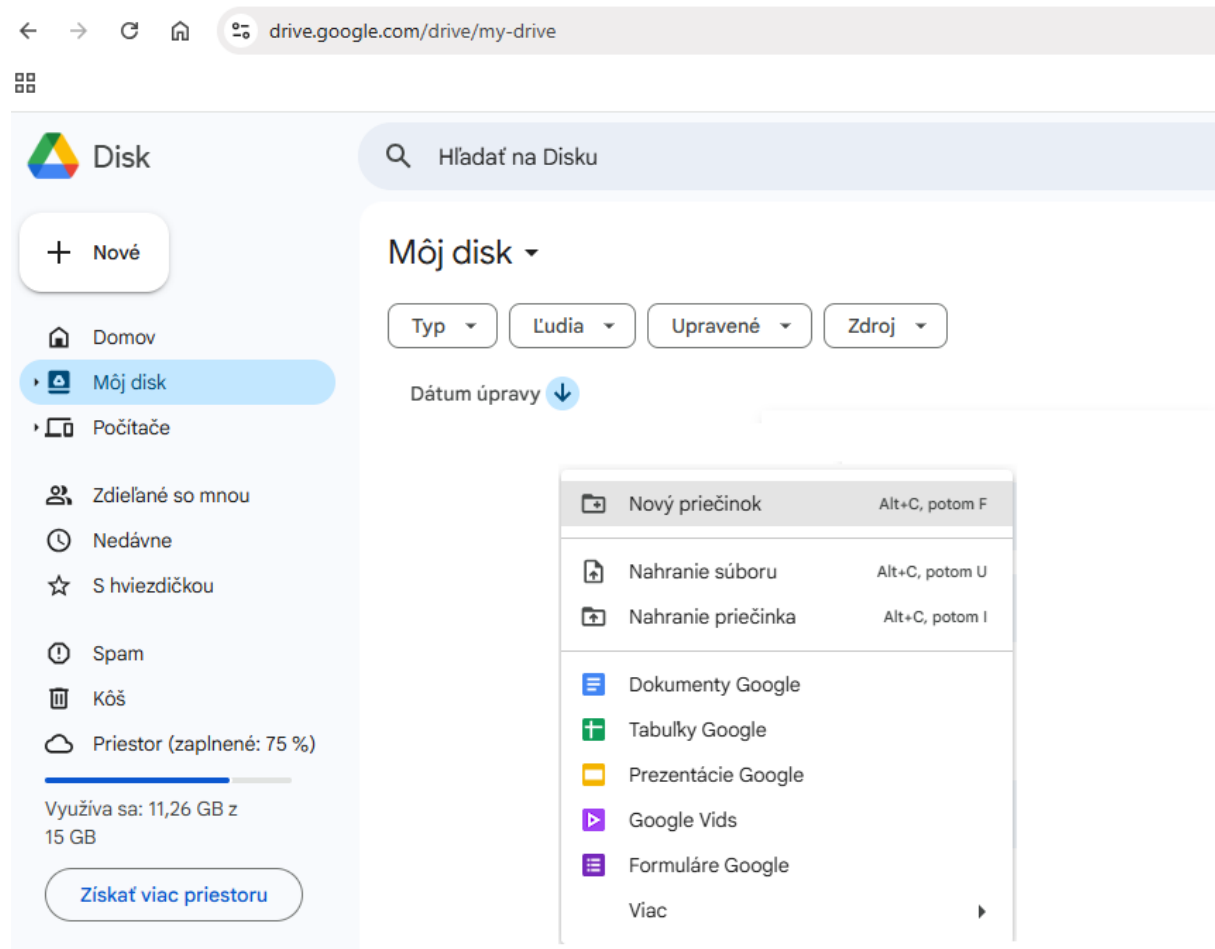 drive.google.com/drive/my-drive
Disk
Hľadať na Disku
Nové
Môj disk
Typ Ľudia Upravené Zdroj
Domov
Môj disk
Dátum úpravy
Počítače
Zdieľané so mnou
Nedávne
S hviezdičkou
Spam
Kôš
Priestor (zaplnené: 75 %)
Využíva sa: 11,26 GB z
15 GB
Získať viac priestoru
Nový priečinok Alt+C, potom F
Nahranie súboru Alt+C, potom U
Nahranie priečinka Alt+C, potom I
Dokumenty Google
Tabuľky Google
Prezentácie Google
Google Vids
Formuláre Google
Viac